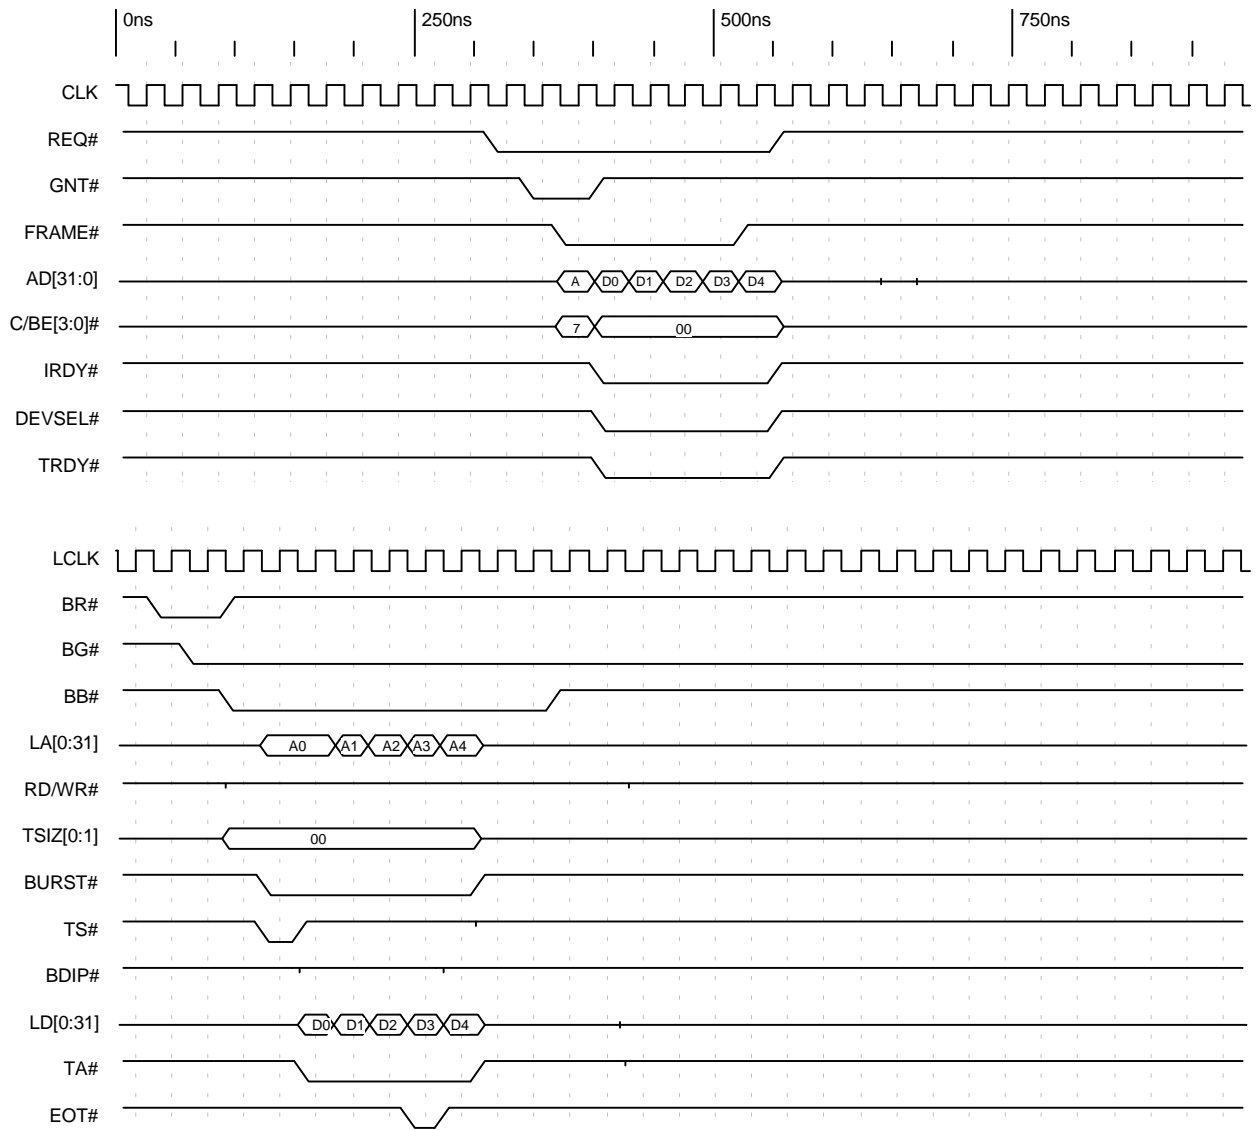 0ns 250ns 500ns 750ns
CLK
REQ#
GNT#
FRAME#
AD[31:0] A D0 D1 D2 D3 D4
C/BE[3:0]# 7 00
IRDY#
DEVSEL#
TRDY#
LCLK
BR#
BG#
BB#
LA[0:31] A0 A1 A2 A3 A4
RD/WR#
TSIZ[0:1] 00
BURST#
TS#
BDIP#
LD[0:31] D0 D1 D2 D3 D4
TA#
EOT#